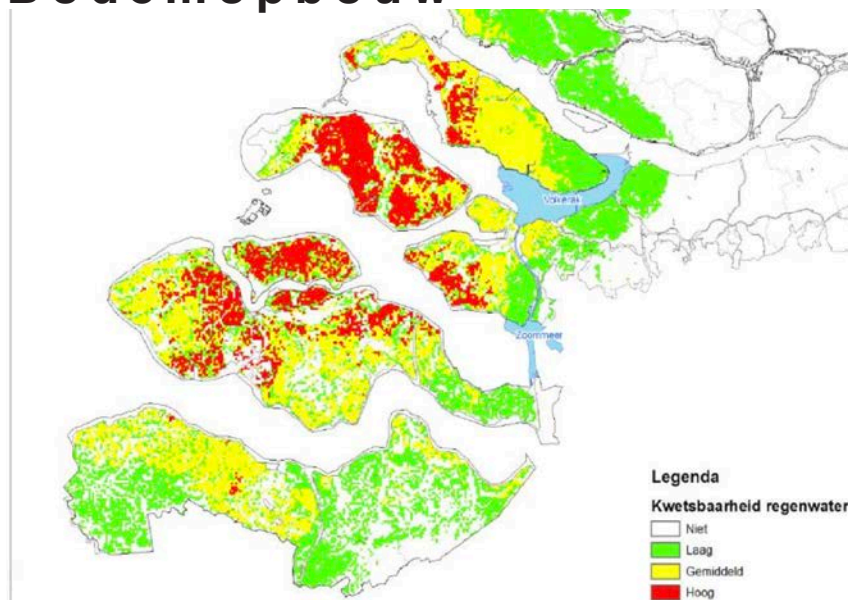 Bodemopbouw
Volkerak
Zoommeer
Legenda
Kwetsbaarheid regenwater
Niet
Laag
Gemiddeld
Hoog